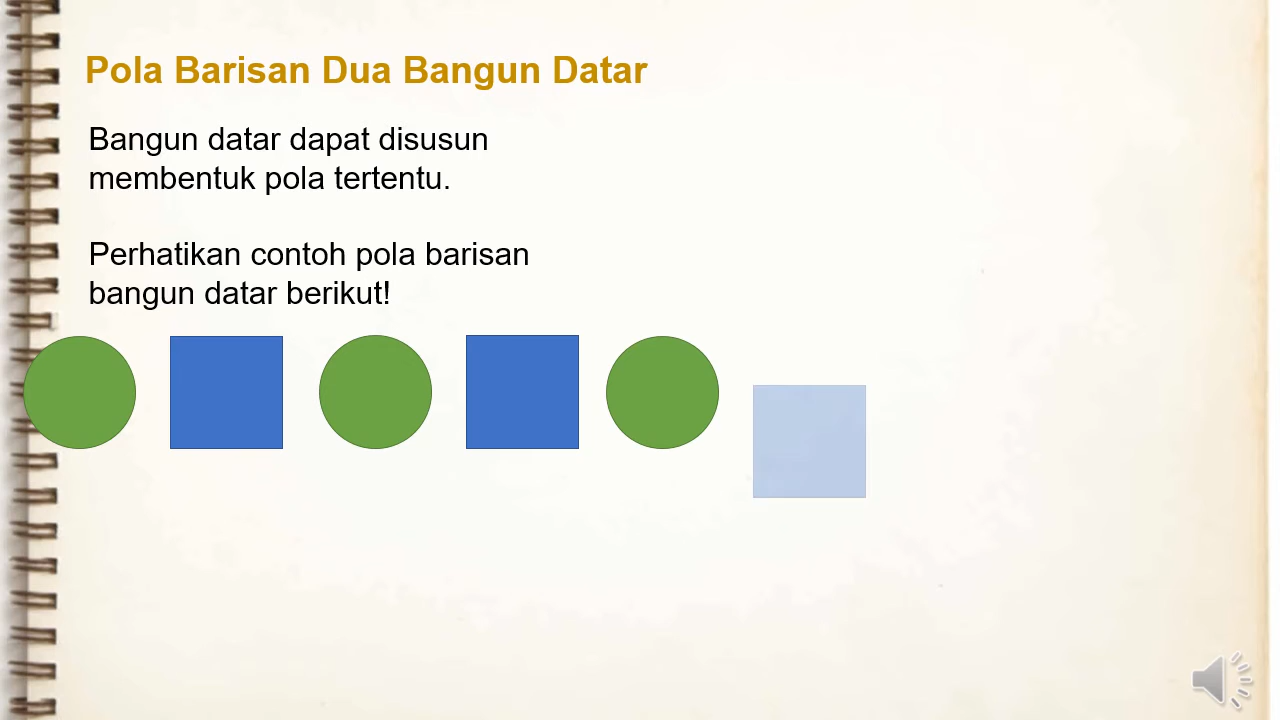 Pola Barisan Dua Bangun Datar
Bangun datar dapat disusun
membentuk pola tertentu.
Perhatikan contoh pola barisan
bangun datar berikut!